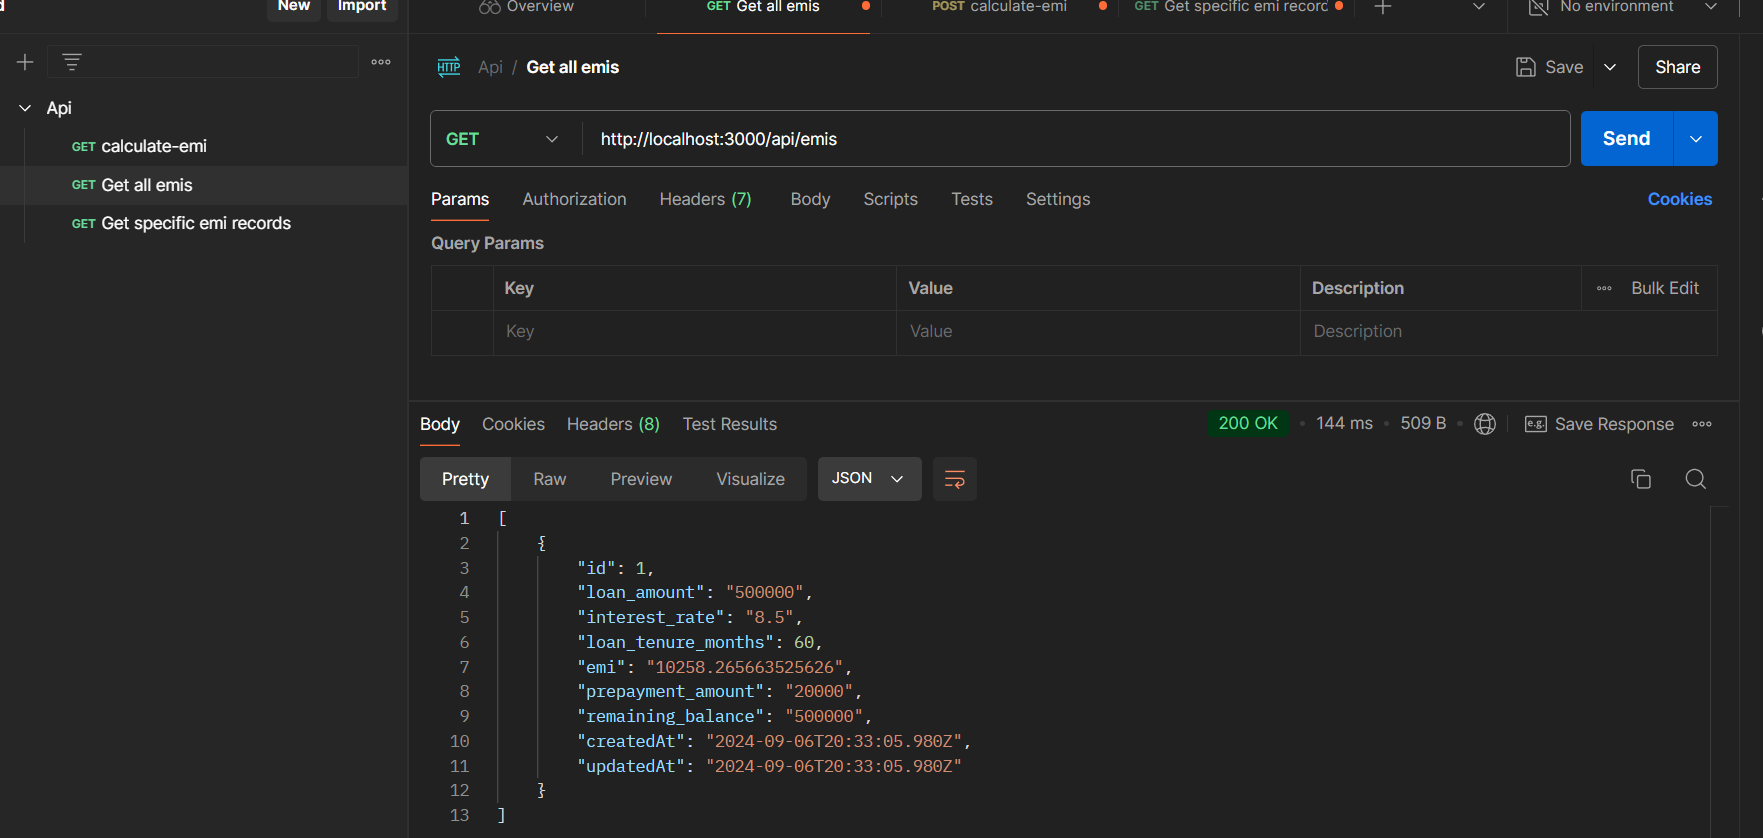 d
New Import
Overview
GET Get all emis
POST calculate-emi
GET Get specific emi recorc
No environment
Api
GET calculate-emi
GET Get all emis
GET Get specific emi records
HTTP Api / Get all emis
Save
Share
GET
http://localhost:3000/api/emis
Send
Params Authorization Headers (7) Body Scripts Tests Settings Cookies
Query Params
Key Value Description Bulk Edit
Key Value Description
Body Cookies Headers (8) Test Results 200 OK • 144 ms • 509 B • e.g. Save Response
Pretty Raw Preview Visualize JSON
1 [
2 {
3 "id": 1,
4 "loan_amount": "500000",
5 "interest_rate": "8.5",
6 "loan_tenure_months": 60,
7 "emi": "10258.265663525626",
8 "prepayment_amount": "20000",
9 "remaining_balance": "500000",
10 "createdAt": "2024-09-06T20:33:05.980Z",
11 "updatedAt": "2024-09-06T20:33:05.980Z"
12 }
13 ]